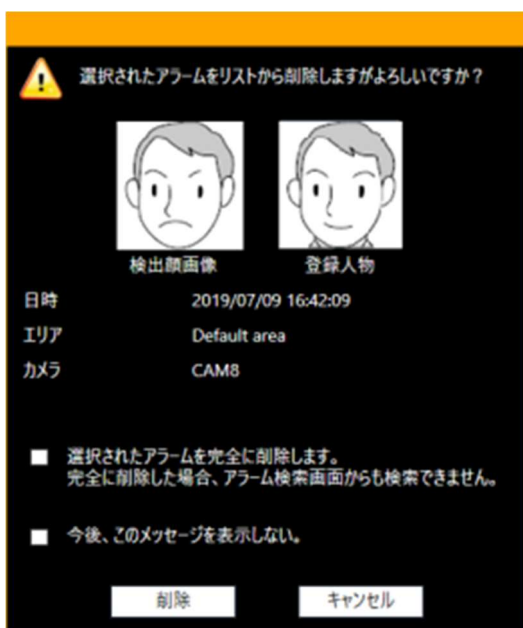 選択されたアラームをリストから削除しますがよろしいですか？
検出顔画像 登録人物
日時 2019/07/09 16:42:09
エリア Default area
カメラ CAM8
選択されたアラームを完全に削除します。
完全に削除した場合、アラーム検索画面からも検索できません。
今後、このメッセージを表示しない。
削除 キャンセル